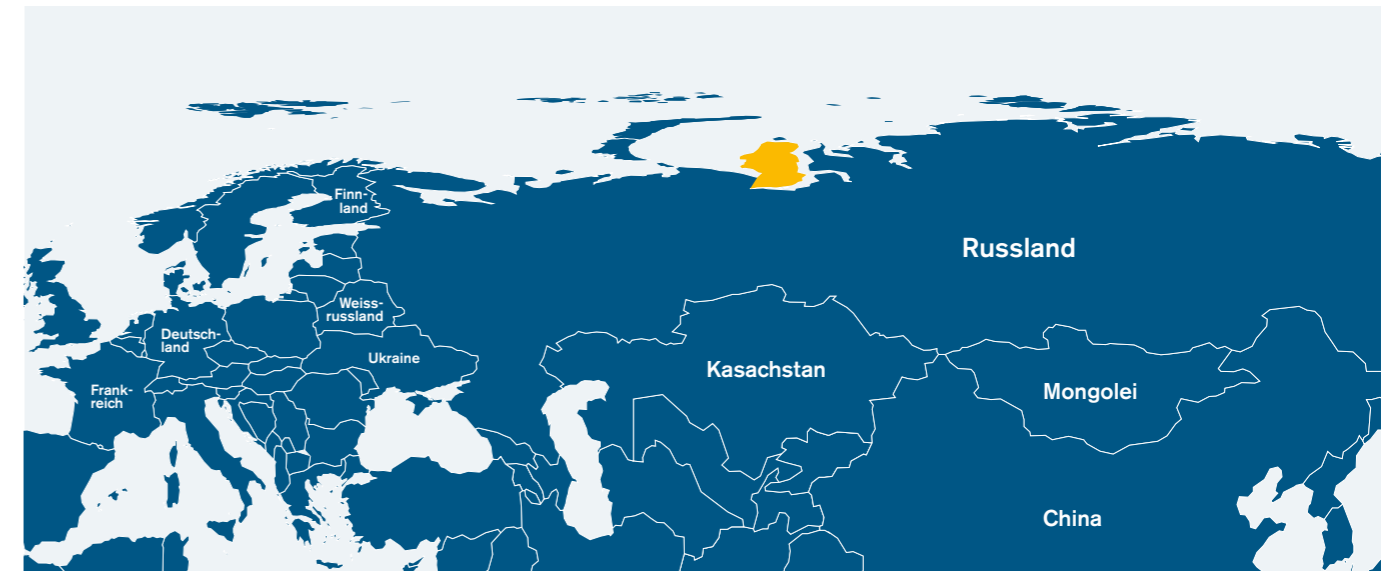 Finn-
land
Russland
Weiss-
russland
Deutsch-
land
Ukraine
Kasachstan
Frank-
reich
Mongolei
China